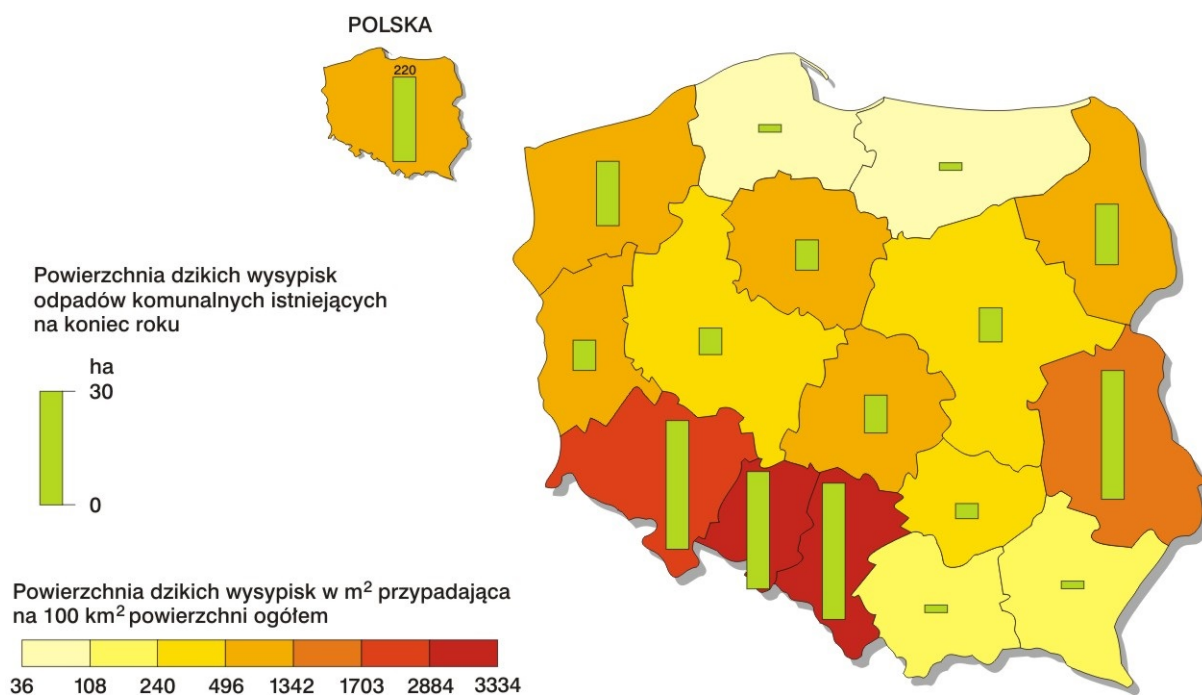 POLSKA
220
Powierzchnia dzikich wysypisk
odpadów komunalnych istniejących
na koniec roku
ha
30
0
Powierzchnia dzikich wysypisk w m² przypadająca
na 100 km² powierzchni ogółem
36 108 240 496 1342 1703 2884 3334